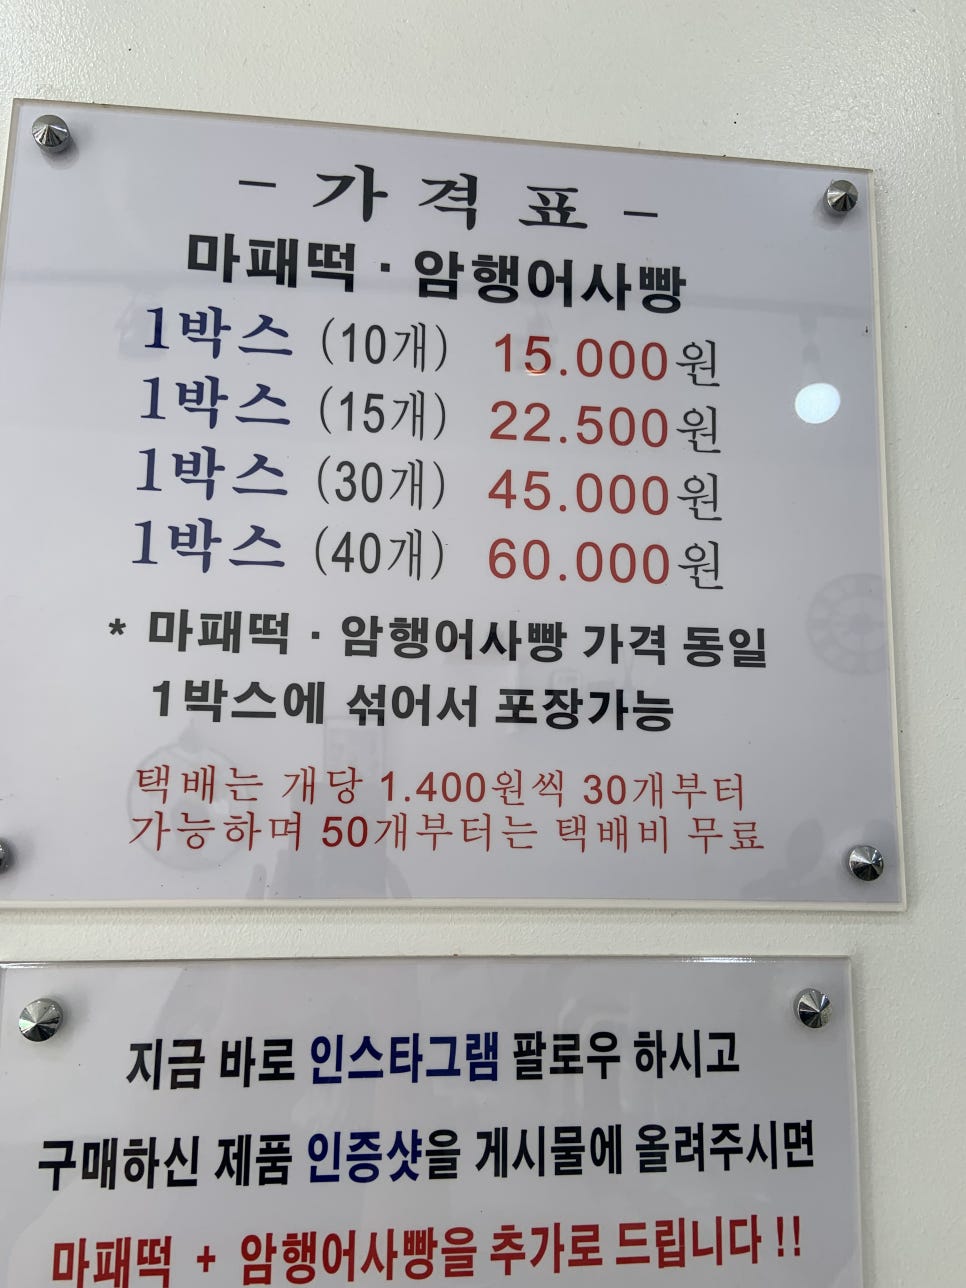 - 가격표 -
마패떡 · 암행어사빵
1박스 (10개) 15.000원
1박스 (15개) 22.500원
1박스 (30개) 45.000원
1박스 (40개) 60.000원
* 마패떡 · 암행어사빵 가격 동일
1박스에 섞어서 포장가능
택배는 개당 1.400원씩 30개부터
가능하며 50개부터는 택배비 무료
지금 바로 인스타그램 팔로우 하시고
구매하신 제품 인증샷을 게시물에 올려주시면
마패떡 + 암행어사빵을 추가로 드립니다 !!